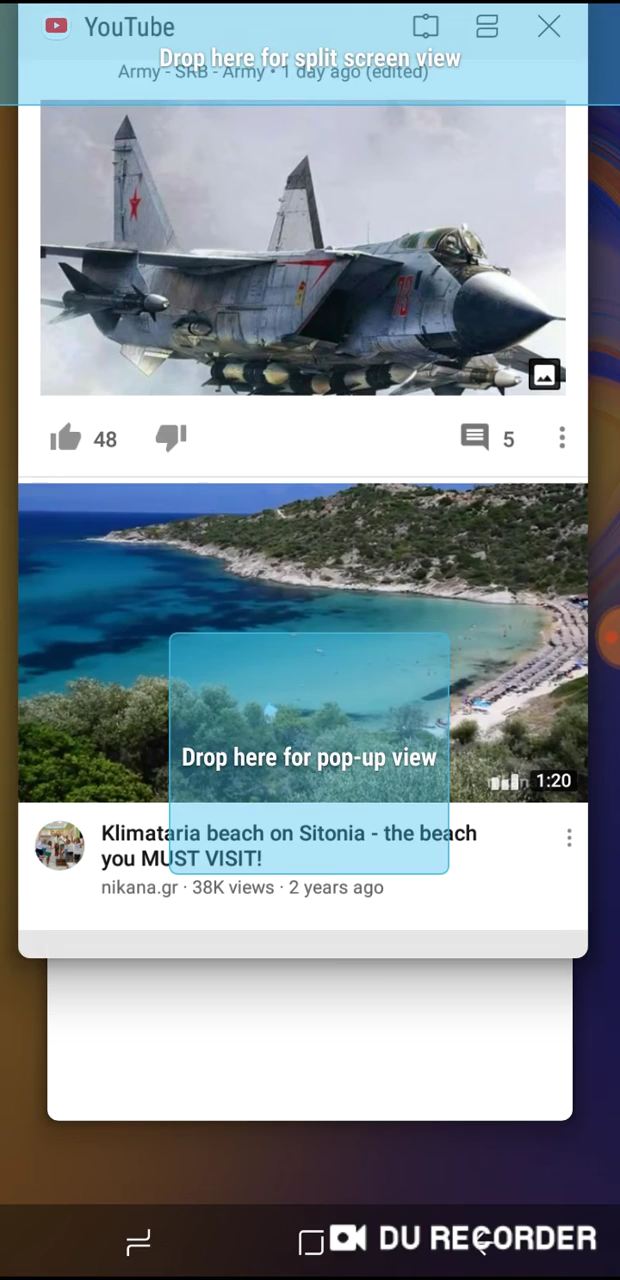 YouTube
Drop here for split screen view
Army - SRB - Army • 1 day ago (edited)
48
5
Drop here for pop-up view
1:20
Klimataria beach on Sitonia - the beach
you MUST VISIT!
nikana.gr · 38K views · 2 years ago
DU RECORDER